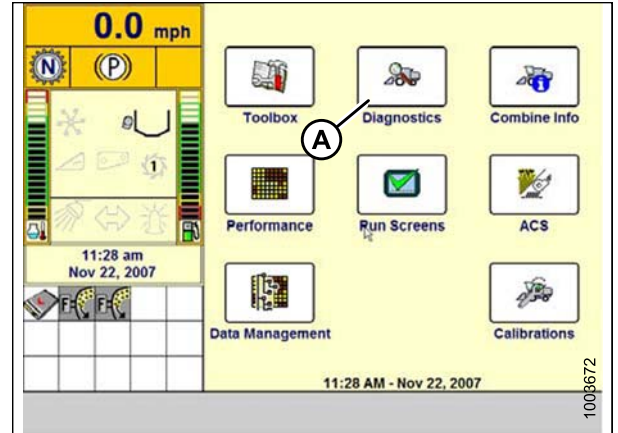 0.0 mph
N
(P)
1
11:28 am
Nov 22, 2007
Toolbox
Diagnostics
Combine Info
A
Performance
Run Screens
ACS
Data Management
Calibrations
11:28 AM - Nov 22, 2007
1003672